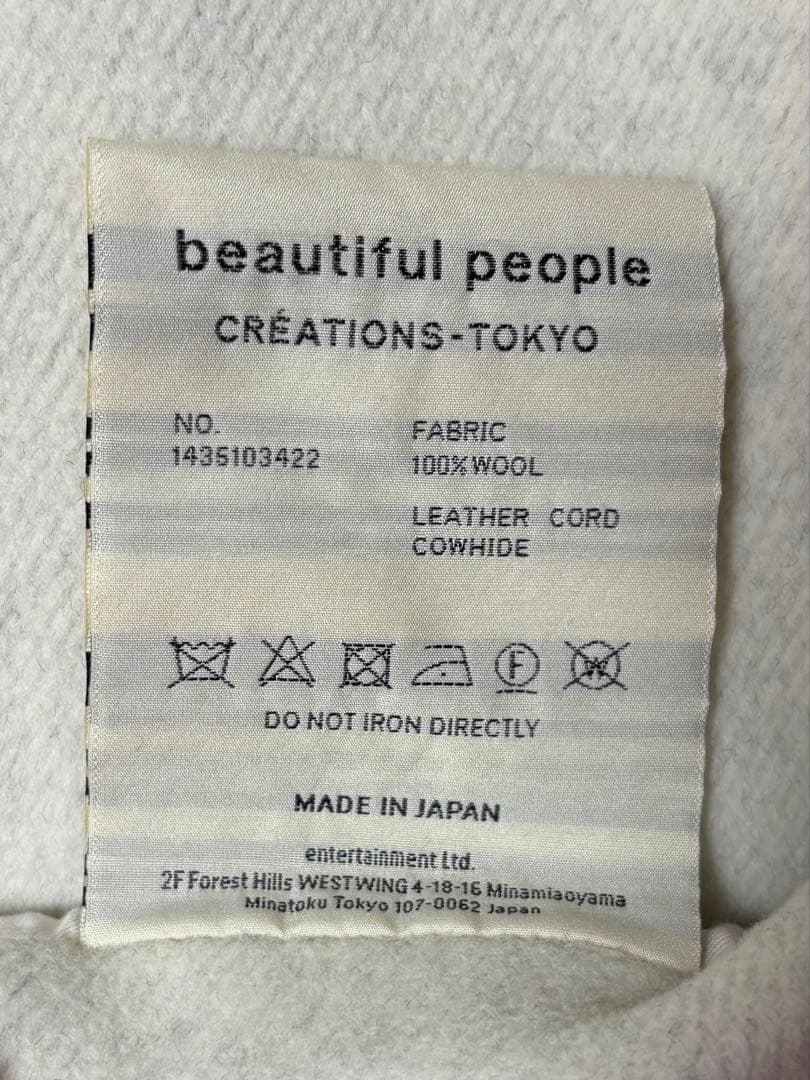 beautiful people
CRÉATIONS-TOKYO
NO.
1435103422
FABRIC
100%WOOL
LEATHER CORD
COWHIDE
F
W
DO NOT IRON DIRECTLY
MADE IN JAPAN
entertainment Ltd.
2F Forest Hills WESTWING 4-18-16 Minamiaoyama
Minatoku Tokyo 107-0062 Japan